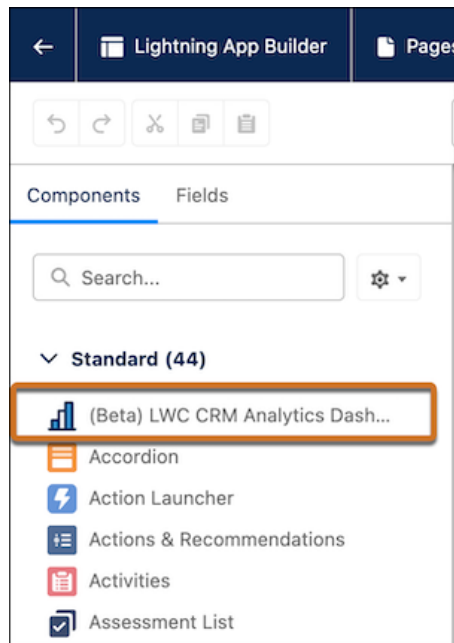 Lightning App Builder
Pages
Components Fields
Search...
Standard (44)
(Beta) LWC CRM Analytics Dash...
Accordion
Action Launcher
Actions & Recommendations
Activities
Assessment List